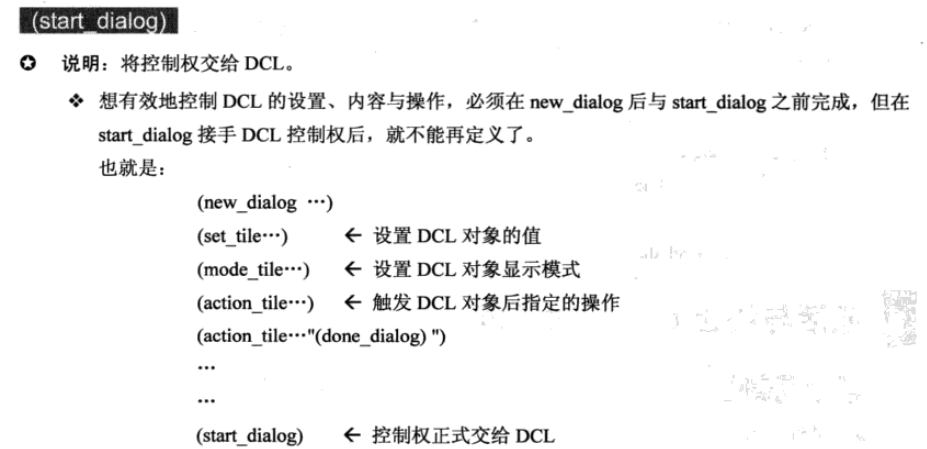 (start_dialog)
✪ 说明：将控制权交给 DCL。
❖ 想有效地控制 DCL 的设置、内容与操作，必须在 new_dialog 后与 start_dialog 之前完成，但在
start_dialog 接手 DCL 控制权后，就不能再定义了。
也就是：
(new_dialog …)
(set_tile…) ← 设置 DCL 对象的值
(mode_tile…) ← 设置 DCL 对象显示模式
(action_tile…) ← 触发 DCL 对象后指定的操作
(action_tile…"(done_dialog) ")
…
…
(start_dialog) ← 控制权正式交给 DCL